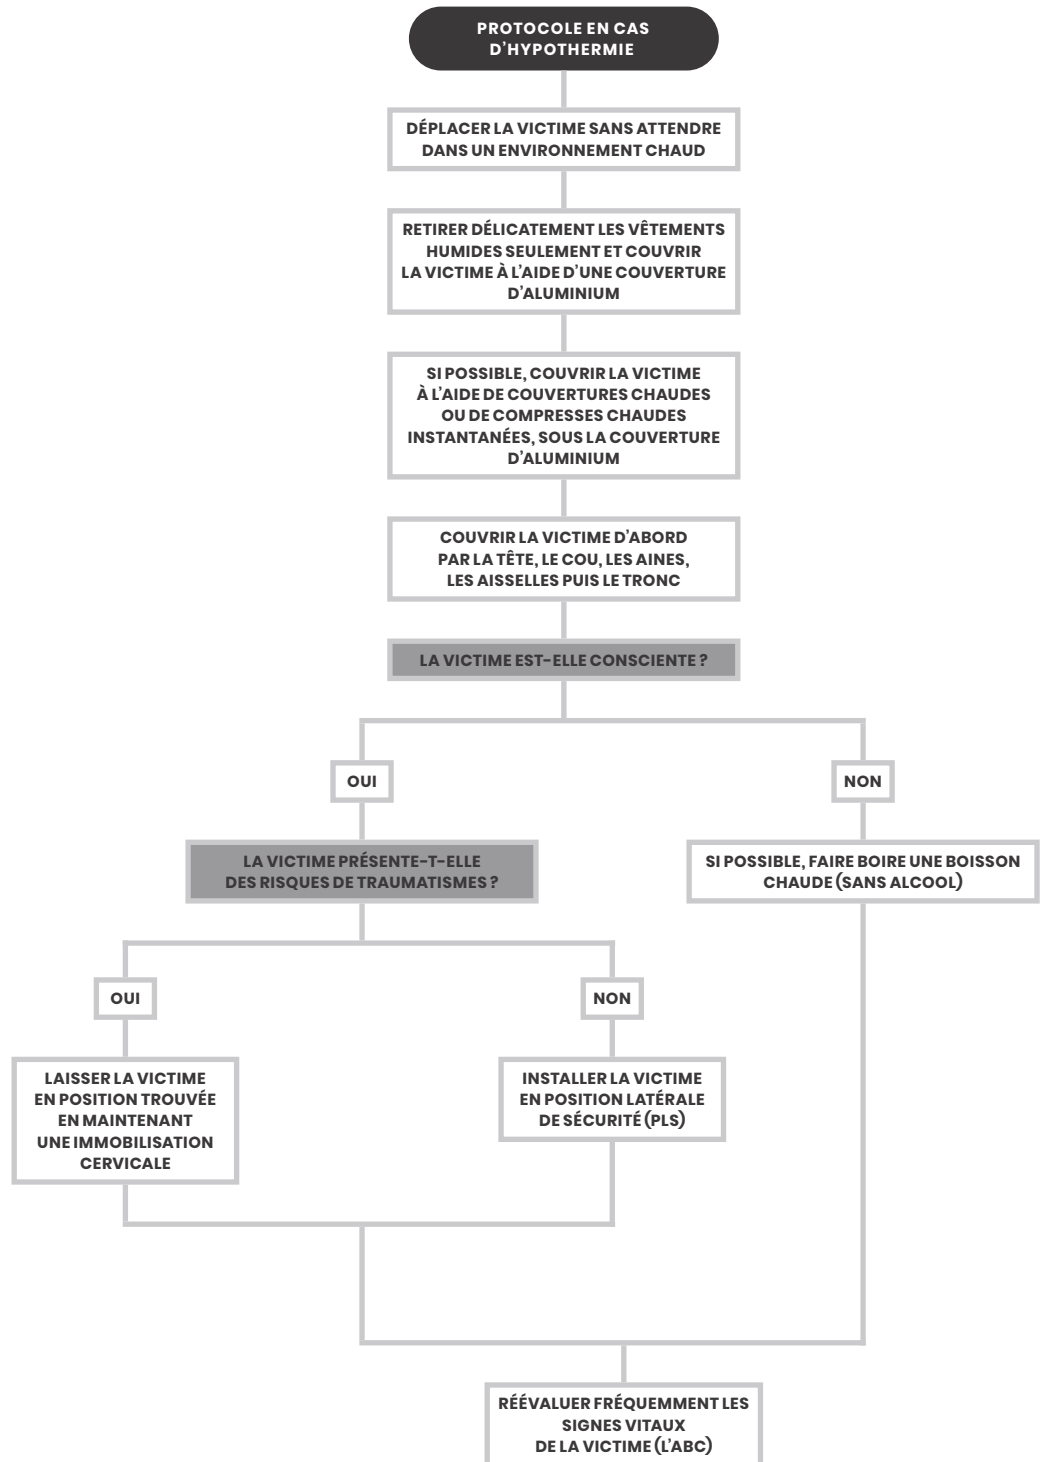 PROTOCOLE EN CAS
D'HYPOTHERMIE
DÉPLACER LA VICTIME SANS ATTENDRE
DANS UN ENVIRONNEMENT CHAUD
RETIRER DÉLICATEMENT LES VÊTEMENTS
HUMIDES SEULEMENT ET COUVRIR
LA VICTIME À L'AIDE D'UNE COUVERTURE
D'ALUMINIUM
SI POSSIBLE, COUVRIR LA VICTIME
À L'AIDE DE COUVERTURES CHAUDES
OU DE COMPRESSES CHAUDES
INSTANTANÉES, SOUS LA COUVERTURE
D'ALUMINIUM
COUVRIR LA VICTIME D'ABORD
PAR LA TÊTE, LE COU, LES AINES,
LES AISSELLES PUIS LE TRONC
LA VICTIME EST-ELLE CONSCIENTE ?
OUI
NON
LA VICTIME PRÉSENTE-T-ELLE
DES RISQUES DE TRAUMATISMES ?
SI POSSIBLE, FAIRE BOIRE UNE BOISSON
CHAUDE (SANS ALCOOL)
OUI
NON
LAISSER LA VICTIME
EN POSITION TROUVÉE
EN MAINTENANT
UNE IMMOBILISATION
CERVICALE
INSTALLER LA VICTIME
EN POSITION LATÉRALE
DE SÉCURITÉ (PLS)
RÉÉVALUER FRÉQUEMMENT LES
SIGNES VITAUX
DE LA VICTIME (L'ABC)